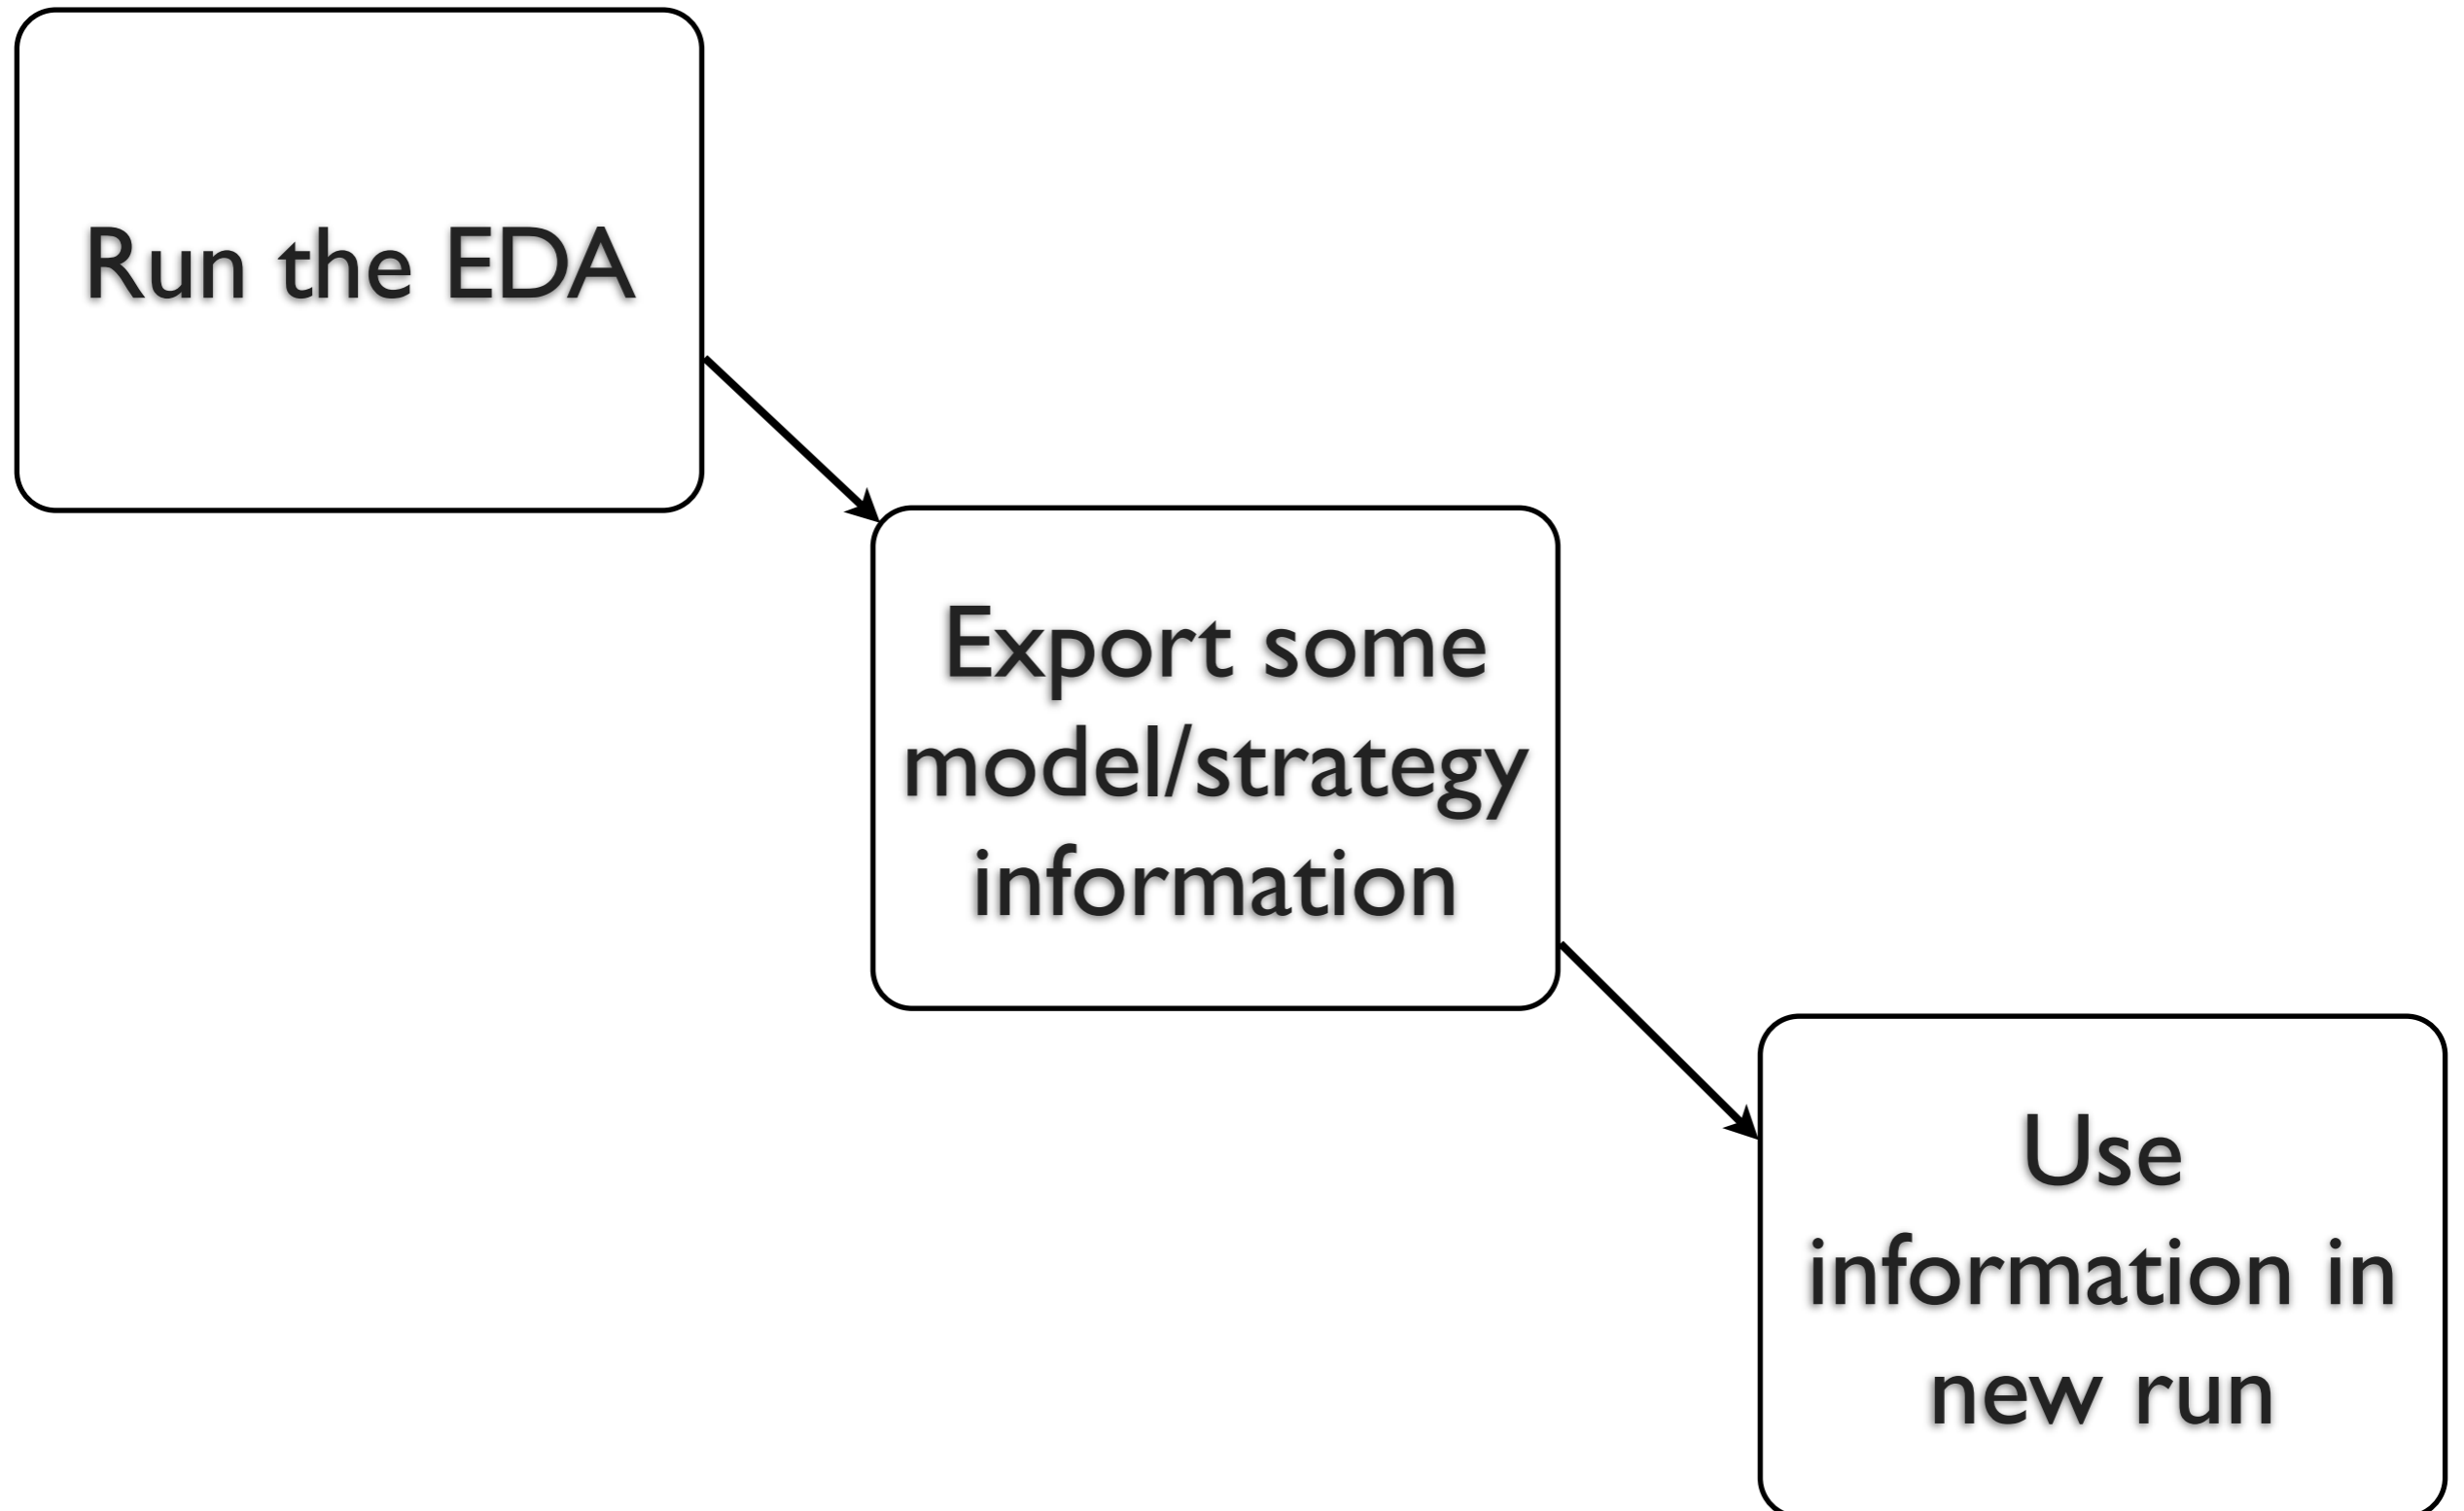 Run the EDA
Export some
model/strategy
information
Use
information in
new run